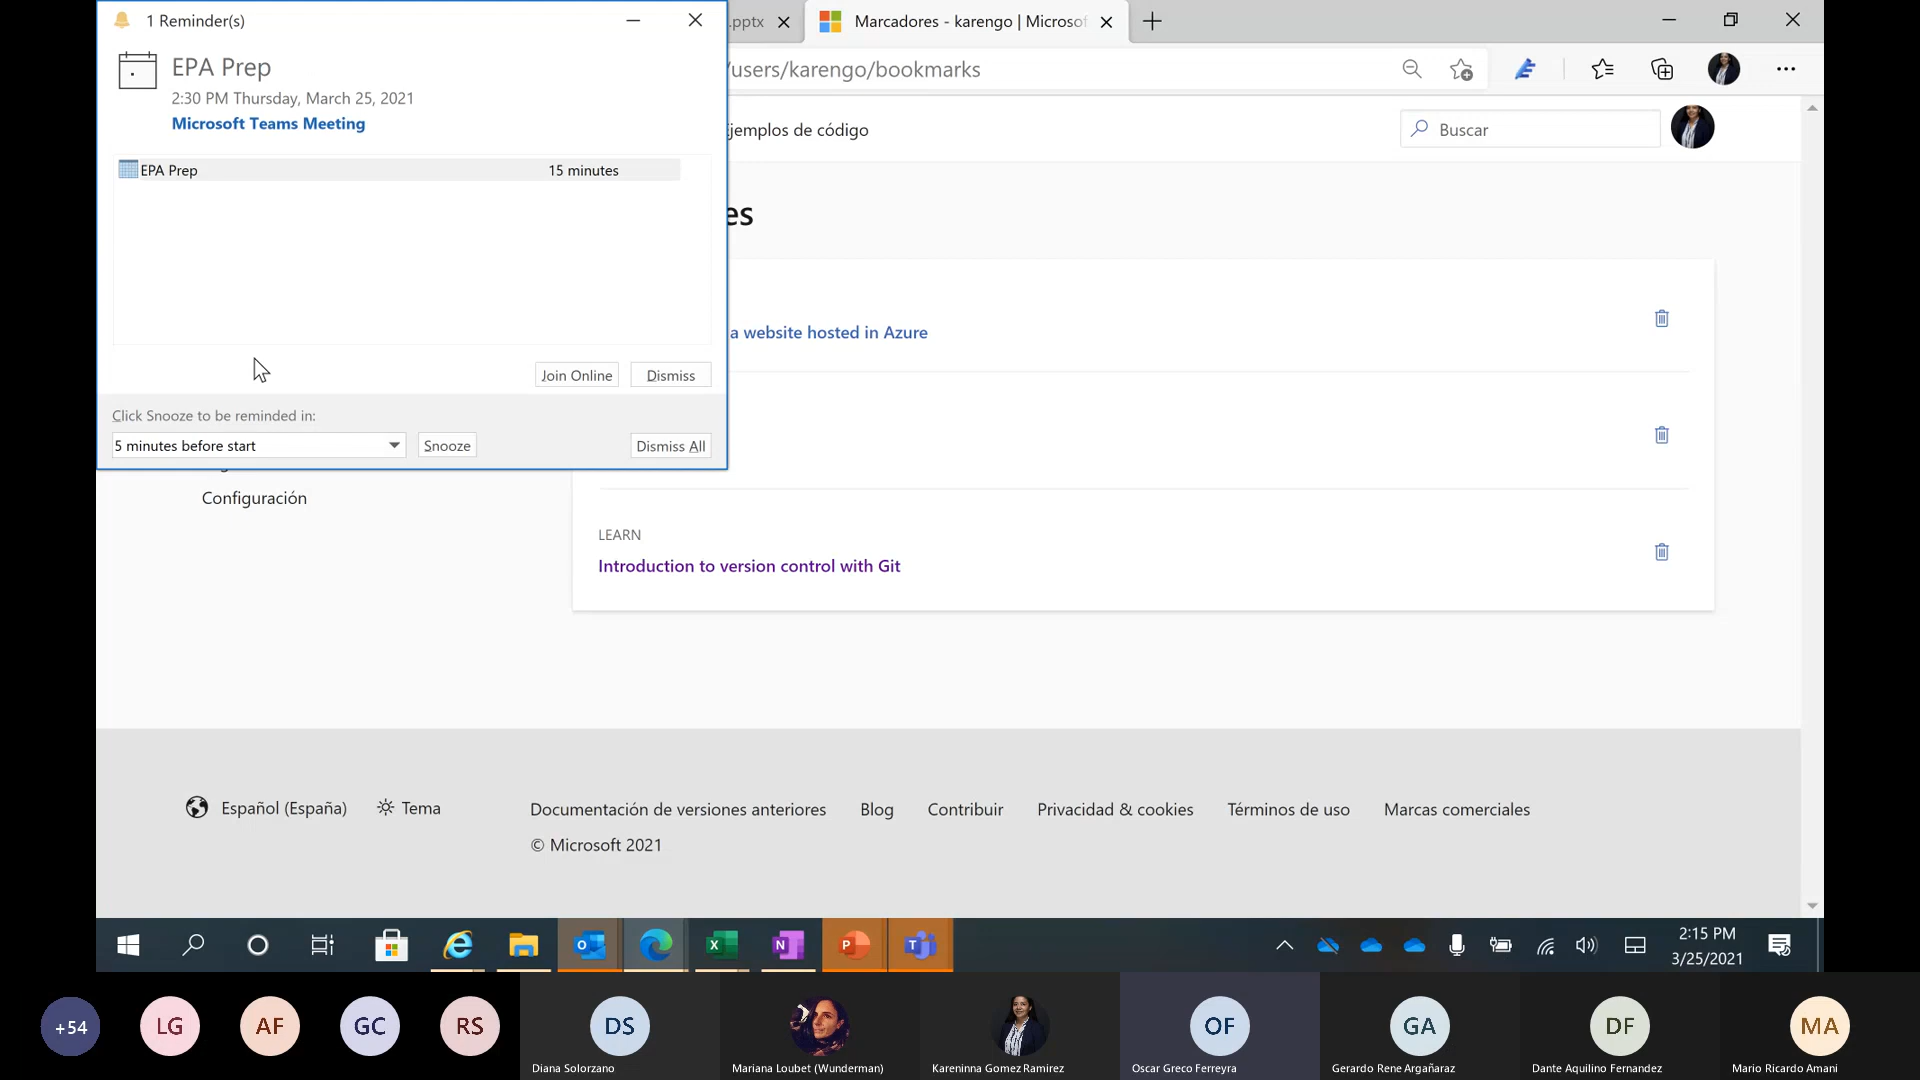 1 Reminder(s)
EPA Prep
2:30 PM Thursday, March 25, 2021
Microsoft Teams Meeting
EPA Prep 15 minutes
Join Online Dismiss
Click Snooze to be reminded in:
5 minutes before start Snooze Dismiss All
.pptx Marcadores - karengo | Microsof
/users/karengo/bookmarks
jemplos de código
Buscar
es
a website hosted in Azure
Configuración
LEARN
Introduction to version control with Git
Español (España) Tema
Documentación de versiones anteriores Blog Contribuir Privacidad & cookies Términos de uso Marcas comerciales
© Microsoft 2021
2:15 PM
3/25/2021
+54 LG AF GC RS DS OF GA DF MA
Diana Solorzano Mariana Loubet (Wunderman) Kareninna Gomez Ramirez Oscar Greco Ferreyra Gerardo Rene Argañaraz Dante Aquilino Fernandez Mario Ricardo Amani